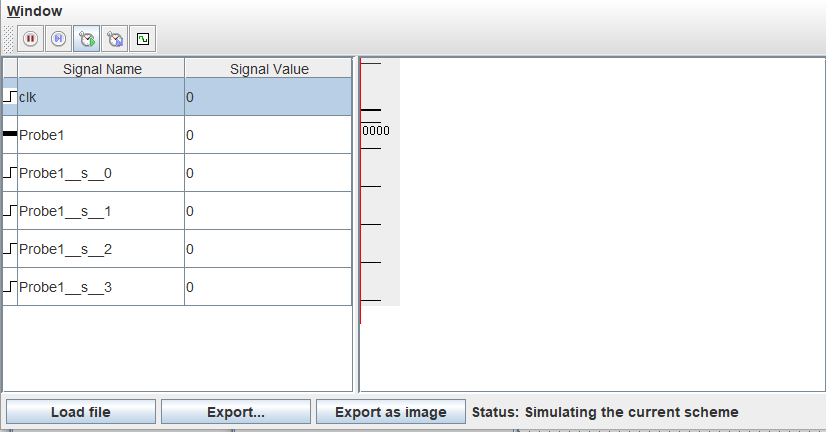 Window
Signal Name Signal Value
clk 0
Probe1 0 0000
Probe1__s__0 0
Probe1__s__1 0
Probe1__s__2 0
Probe1__s__3 0
Load file Export... Export as image Status: Simulating the current scheme